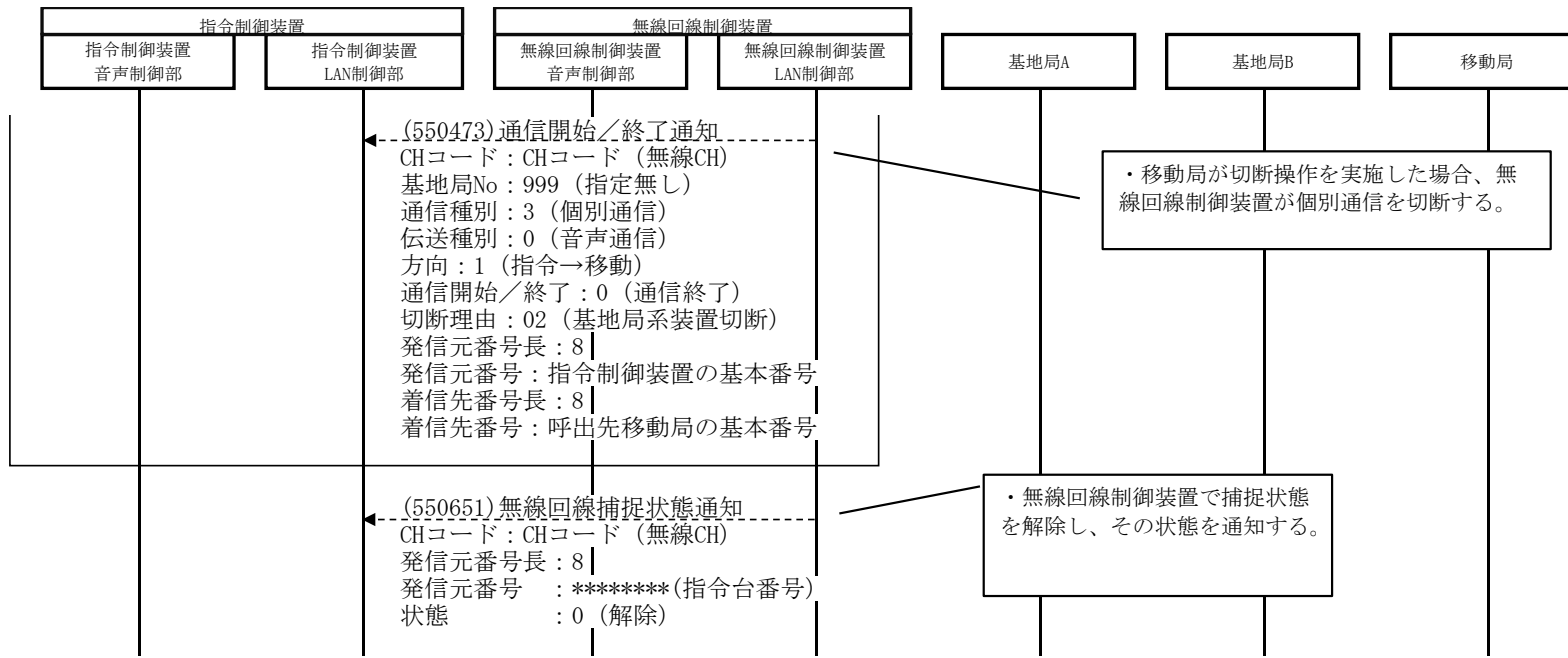 指令制御装置
無線回線制御装置
指令制御装置
音声制御部
指令制御装置
LAN制御部
無線回線制御装置
音声制御部
無線回線制御装置
LAN制御部
基地局A
基地局B
移動局
(550473)通信開始／終了通知
CHコード：CHコード（無線CH）
基地局No：999（指定無し）
通信種別：3（個別通信）
伝送種別：0（音声通信）
方向：1（指令→移動）
通信開始／終了：0（通信終了）
切断理由：02（基地局系装置切断）
発信元番号長：8
発信元番号：指令制御装置の基本番号
着信先番号長：8
着信先番号：呼出先移動局の基本番号
・移動局が切断操作を実施した場合、無
線回線制御装置が個別通信を切断する。
(550651)無線回線捕捉状態通知
CHコード：CHコード（無線CH）
発信元番号長：8
発信元番号　：********(指令台番号)
状態　　　　：0（解除）
・無線回線制御装置で捕捉状態
を解除し、その状態を通知する。